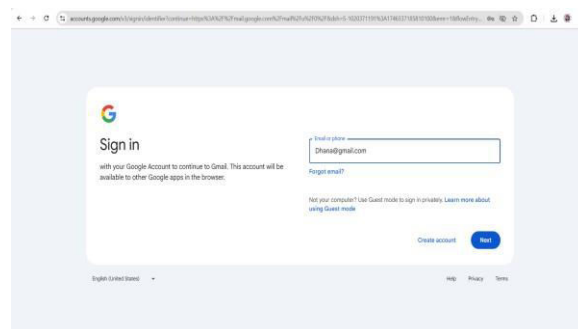 Sign in
with your Google Account to continue to Gmail. This account will be
available to other Google apps in the browser.
Email or phone
Dhana@gmail.com
Forgot email?
Not your computer? Use Guest mode to sign in privately. Learn more about
using Guest mode
Create account
Next
English (United States)
Help Privacy Terms